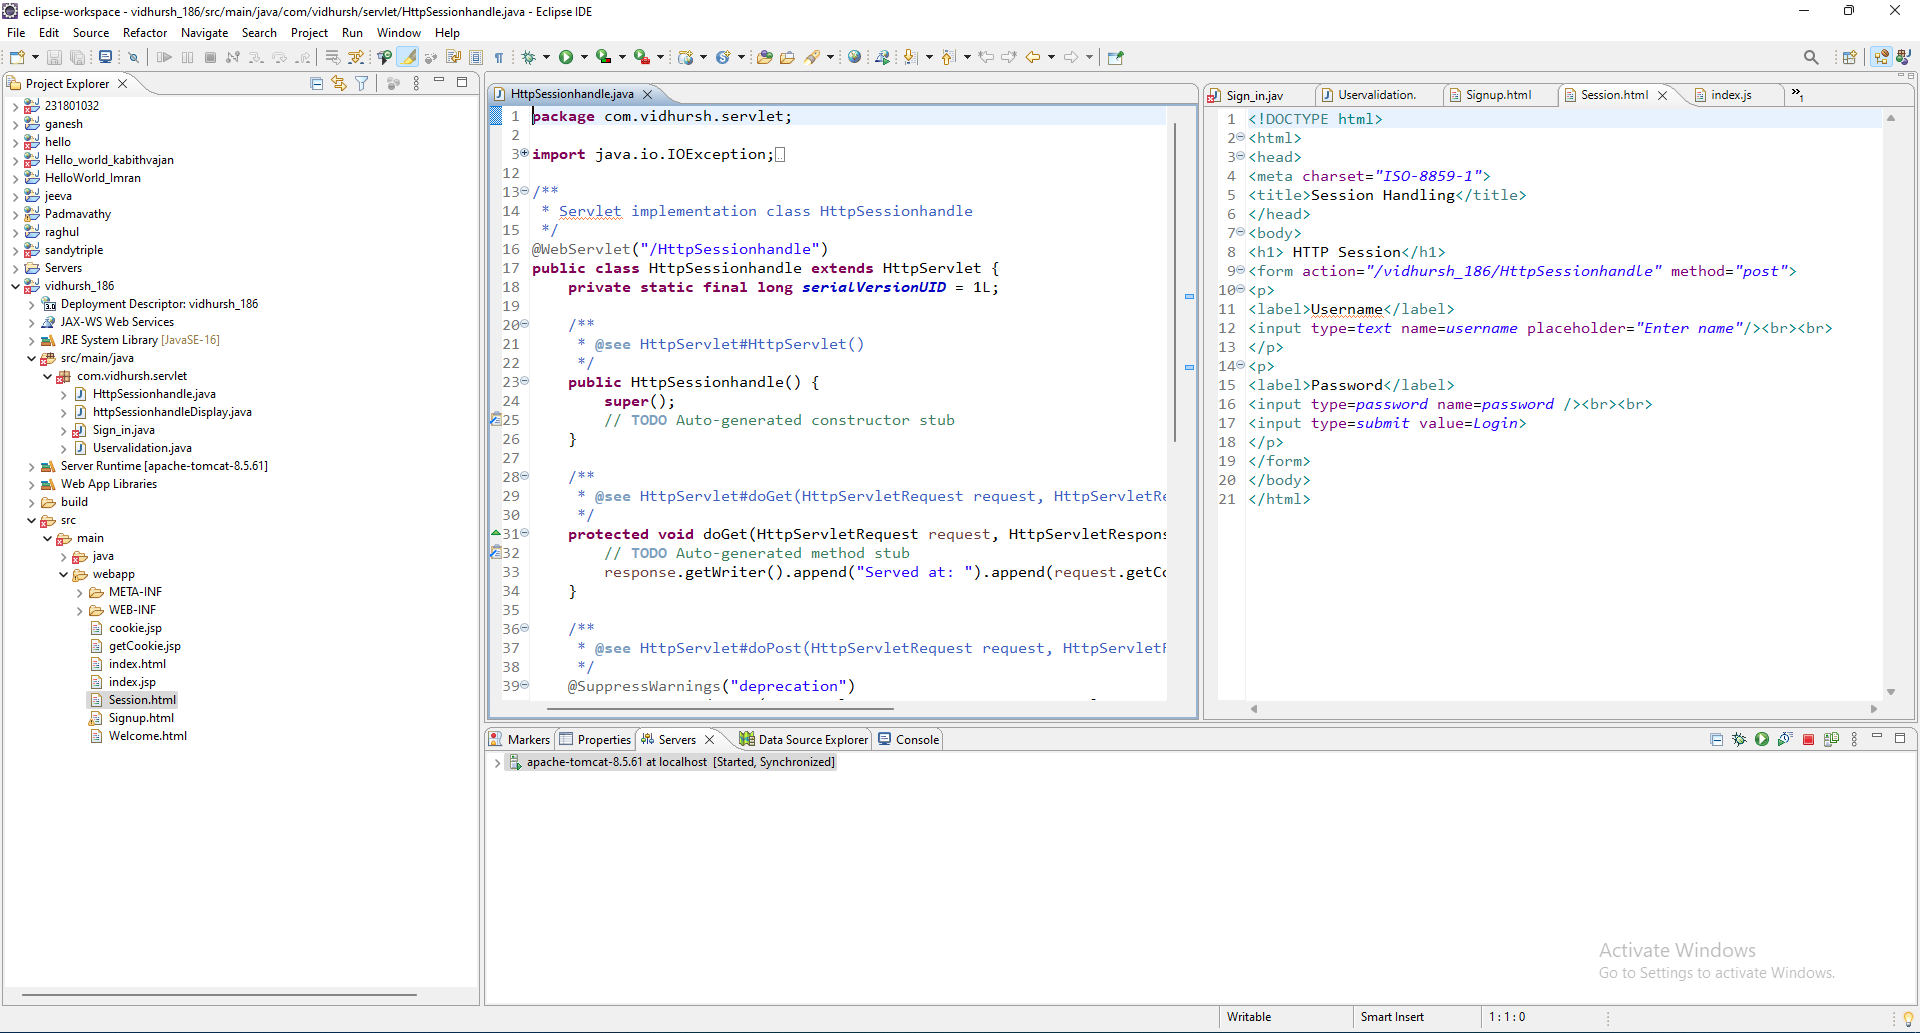 eclipse-workspace - vidhursh_186/src/main/java/com/vidhursh/servlet/HttpSessionhandle.java - Eclipse IDE
File Edit Source Refactor Navigate Search Project Run Window Help
Project Explorer
231801032
ganesh
hello
Hello_world_kabithvajan
HelloWorld_Imran
jeeva
Padmavathy
raghul
sandytriple
Servers
vidhursh_186
Deployment Descriptor: vidhursh_186
JAX-WS Web Services
JRE System Library [JavaSE-16]
src/main/java
com.vidhursh.servlet
HttpSessionhandle.java
httpSessionhandleDisplay.java
Sign_in.java
Uservalidation.java
Server Runtime [apache-tomcat-8.5.61]
Web App Libraries
build
src
main
java
webapp
META-INF
WEB-INF
cookie.jsp
getCookie.jsp
index.html
index.jsp
Session.html
Signup.html
Welcome.html
HttpSessionhandle.java
1 package com.vidhursh.servlet;
2
3 import java.io.IOException;
12
13 /**
14 * Servlet implementation class HttpSessionhandle
15 */
16 @WebServlet("/HttpSessionhandle")
17 public class HttpSessionhandle extends HttpServlet {
18 private static final long serialVersionUID = 1L;
19
20 /**
21 * @see HttpServlet#HttpServlet()
22 */
23 public HttpSessionhandle() {
24 super();
25 // TODO Auto-generated constructor stub
26 }
27
28 /**
29 * @see HttpServlet#doGet(HttpServletRequest request, HttpServletRe
30 */
31 protected void doGet(HttpServletRequest request, HttpServletRespons
32 // TODO Auto-generated method stub
33 response.getWriter().append("Served at: ").append(request.getCo
34 }
35
36 /**
37 * @see HttpServlet#doPost(HttpServletRequest request, HttpServletR
38 */
39 @SuppressWarnings("deprecation")
Sign_in.jav Uservalidation. Signup.html Session.html index.js »1
1 <!DOCTYPE html>
2 <html>
3 <head>
4 <meta charset="ISO-8859-1">
5 <title>Session Handling</title>
6 </head>
7 <body>
8 <h1> HTTP Session</h1>
9 <form action="/vidhursh_186/HttpSessionhandle" method="post">
10 <p>
11 <label>Username</label>
12 <input type=text name=username placeholder="Enter name"/><br><br>
13 </p>
14 <p>
15 <label>Password</label>
16 <input type=password name=password /><br><br>
17 <input type=submit value=Login>
18 </p>
19 </form>
20 </body>
21 </html>
Markers Properties Servers Data Source Explorer Console
apache-tomcat-8.5.61 at localhost [Started, Synchronized]
Activate Windows
Go to Settings to activate Windows.
Writable Smart Insert 1 : 1 : 0